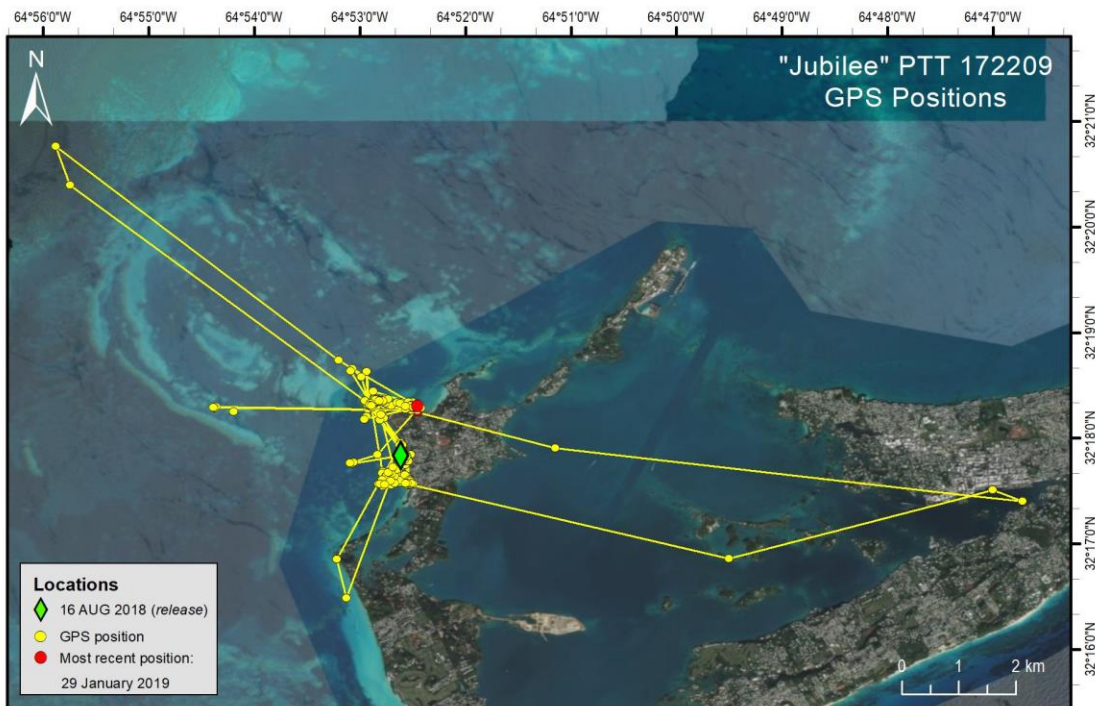 64°56'0"W 64°55'0"W 64°54'0"W 64°53'0"W 64°52'0"W 64°51'0"W 64°50'0"W 64°49'0"W 64°48'0"W 64°47'0"W
N
"Jubilee" PTT 172209
GPS Positions
32°21'0"N
32°20'0"N
32°19'0"N
32°18'0"N
32°17'0"N
32°16'0"N
Locations
16 AUG 2018 (release)
GPS position
Most recent position:
29 January 2019
0 1 2 km